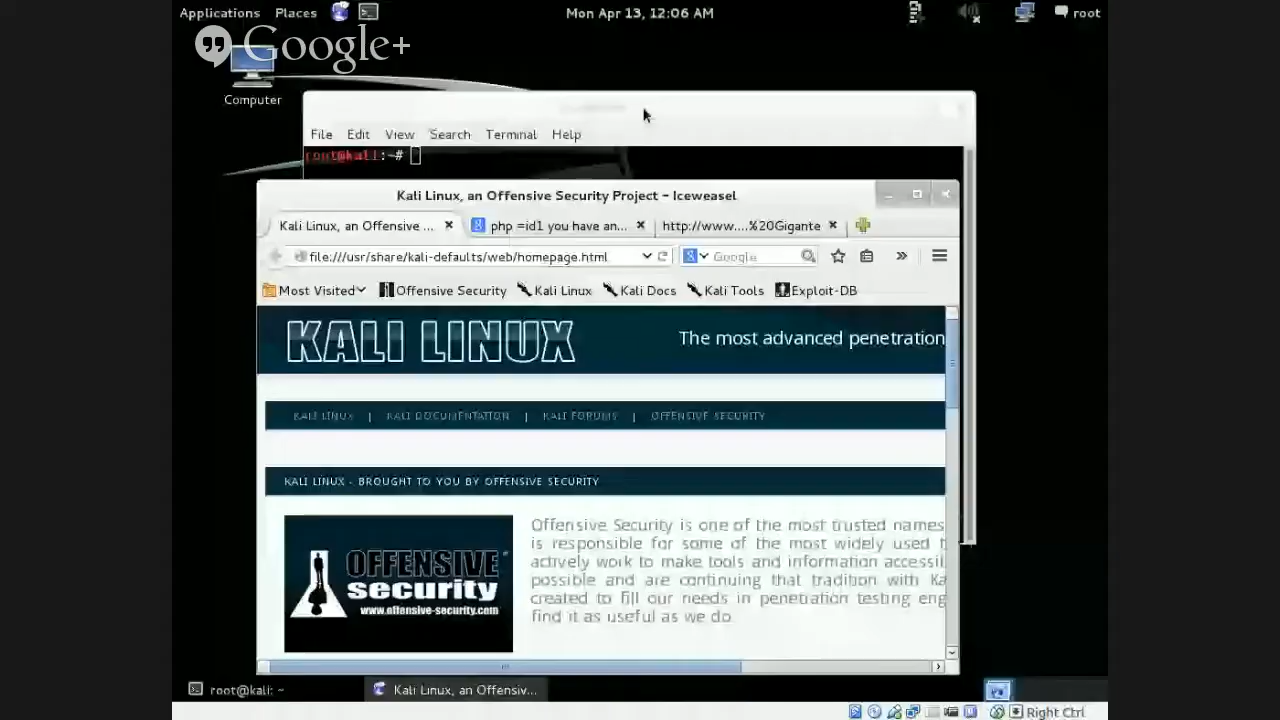 Applications Places Mon Apr 13, 12:06 AM root
Google+
Computer
File Edit View Search Terminal Help
root@kali:~#
Kali Linux, an Offensive Security Project - Iceweasel
Kali Linux, an Offensive ... php =id1 you have an... http://www....%20Gigante
file:///usr/share/kali-defaults/web/homepage.html Google
Most Visited Offensive Security Kali Linux Kali Docs Kali Tools Exploit-DB
KALI LINUX The most advanced penetration
KALI LINUX | KALI DOCUMENTATION | KALI FORUMS | OFFENSIVE SECURITY
KALI LINUX - BROUGHT TO YOU BY OFFENSIVE SECURITY
Offensive Security is one of the most trusted names
is responsible for some of the most widely used t
actively work to make tools and information accessil
possible and are continuing that tradition with Ka
created to fill our needs in penetration testing eng
find it as useful as we do.
OFFENSIVE
security
www.offensive-security.com
root@kali: ~ Kali Linux, an Offensiv...
Right Ctrl